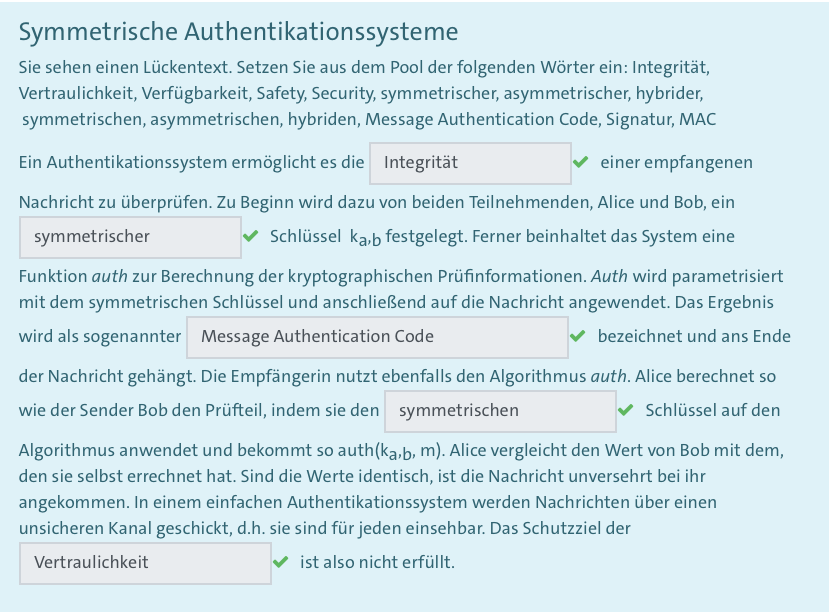 Symmetrische Authentikationssysteme
Sie sehen einen Lückentext. Setzen Sie aus dem Pool der folgenden Wörter ein: Integrität,
Vertraulichkeit, Verfügbarkeit, Safety, Security, symmetrischer, asymmetrischer, hybrider,
symmetrischen, asymmetrischen, hybriden, Message Authentication Code, Signatur, MAC
Ein Authentikationssystem ermöglicht es die Integrität ✔ einer empfangenen
Nachricht zu überprüfen. Zu Beginn wird dazu von beiden Teilnehmenden, Alice und Bob, ein
symmetrischer ✔ Schlüssel ka,b festgelegt. Ferner beinhaltet das System eine
Funktion auth zur Berechnung der kryptographischen Prüfinformationen. Auth wird parametrisiert
mit dem symmetrischen Schlüssel und anschließend auf die Nachricht angewendet. Das Ergebnis
wird als sogenannter Message Authentication Code ✔ bezeichnet und ans Ende
der Nachricht gehängt. Die Empfängerin nutzt ebenfalls den Algorithmus auth. Alice berechnet so
wie der Sender Bob den Prüfteil, indem sie den symmetrischen ✔ Schlüssel auf den
Algorithmus anwendet und bekommt so auth(ka,b, m). Alice vergleicht den Wert von Bob mit dem,
den sie selbst errechnet hat. Sind die Werte identisch, ist die Nachricht unversehrt bei ihr
angekommen. In einem einfachen Authentikationssystem werden Nachrichten über einen
unsicheren Kanal geschickt, d.h. sie sind für jeden einsehbar. Das Schutzziel der
Vertraulichkeit ✔ ist also nicht erfüllt.